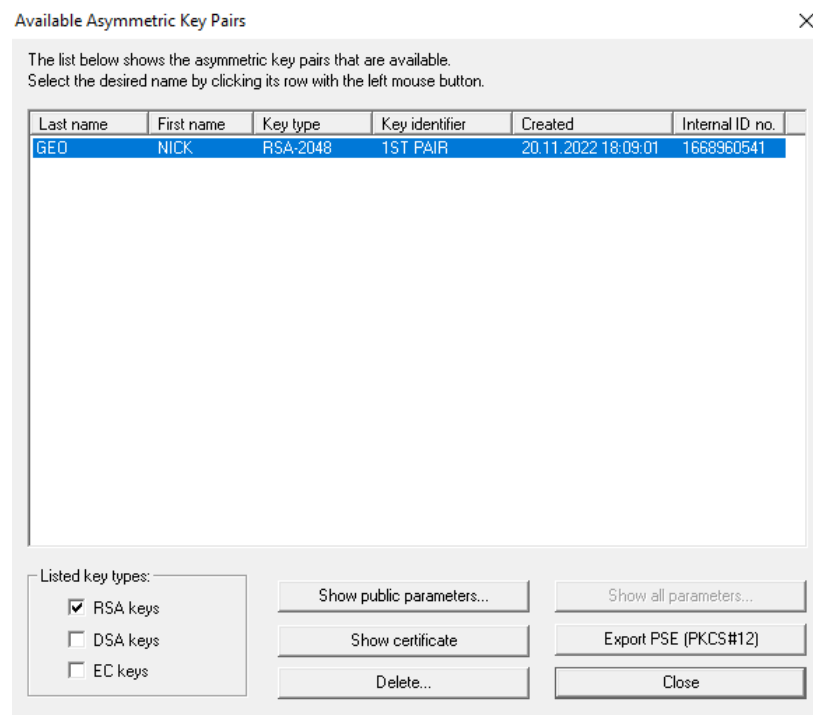 Available Asymmetric Key Pairs
The list below shows the asymmetric key pairs that are available.
Select the desired name by clicking its row with the left mouse button.
Last name First name Key type Key identifier Created Internal ID no.
GEO NICK RSA-2048 1ST PAIR 20.11.2022 18:09:01 1668960541
Listed key types:
RSA keys
DSA keys
EC keys
Show public parameters... Show all parameters...
Show certificate Export PSE (PKCS#12)
Delete... Close